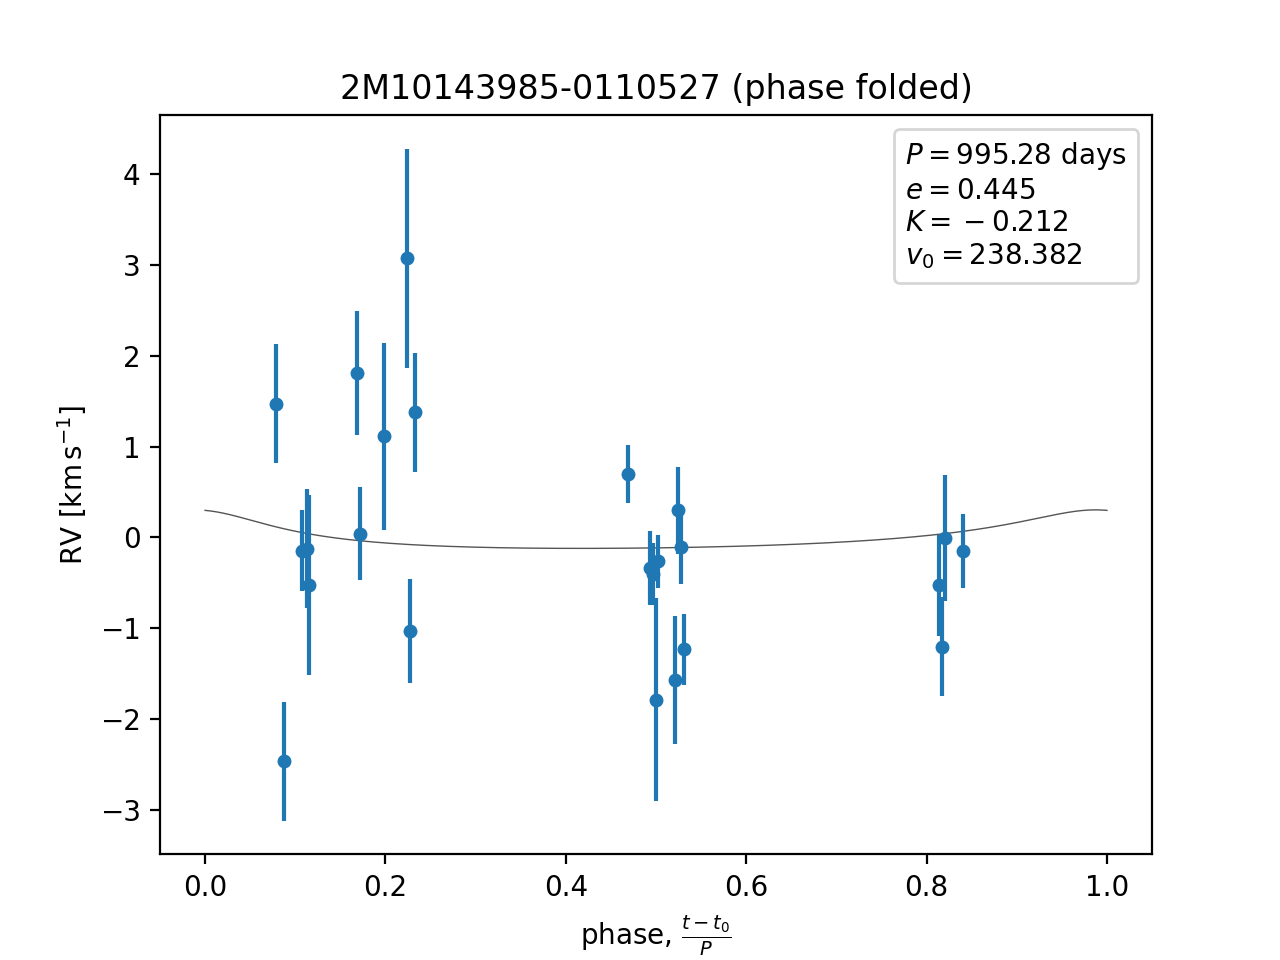 2M10143985-0110527 (phase folded)
P = 995.28 days
e = 0.445
K = −0.212
v₀ = 238.382
RV [km s⁻¹]
4
3
2
1
0
−1
−2
−3
0.0 0.2 0.4 0.6 0.8 1.0
phase, (t − t₀)/P